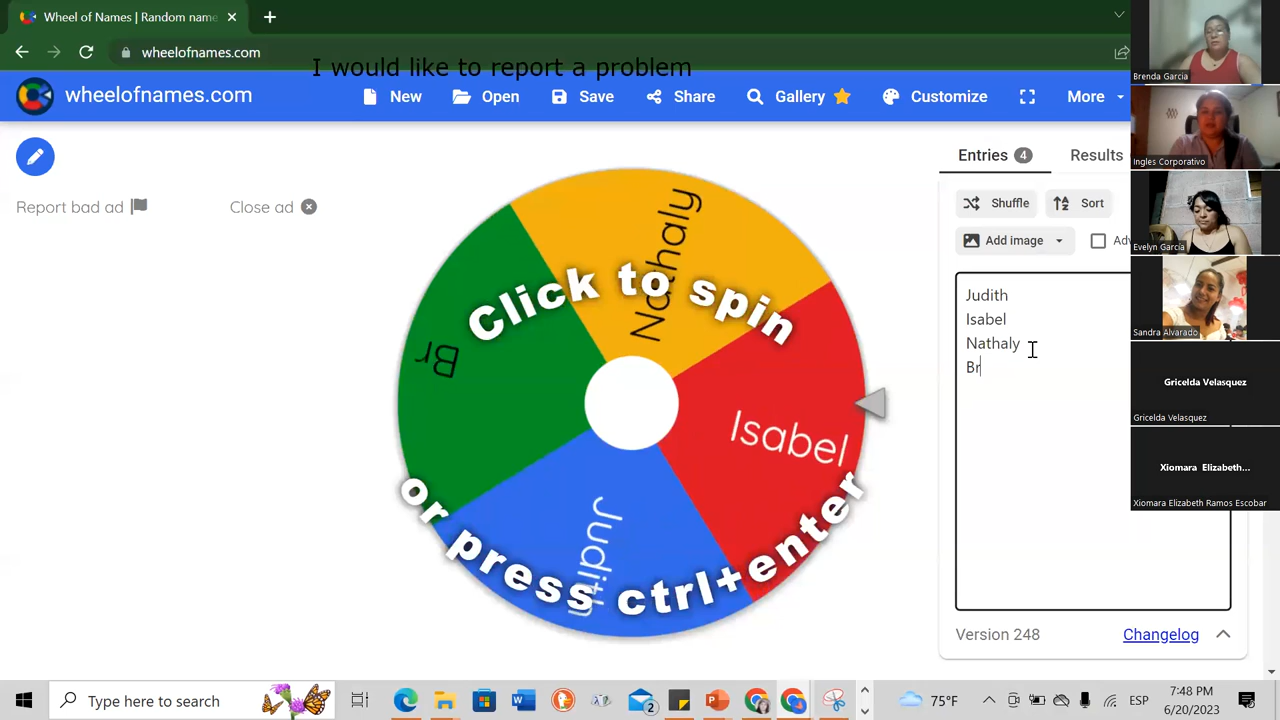 Wheel of Names | Random name
wheelofnames.com
I would like to report a problem
wheelofnames.com
New
Open
Save
Share
Gallery
Customize
More
Report bad ad
Close ad
Click to spin
or press ctrl+enter
Nathaly
Isabel
Judith
Br
Entries 4
Results
Shuffle
Sort
Add image
Adv
Judith
Isabel
Nathaly
Br
Version 248
Changelog
Brenda Garcia
Ingles Corporativo
Evelyn Garcia
Sandra Alvarado
Gricelda Velasquez
Gricelda Velasquez
Xiomara Elizabeth...
Xiomara Elizabeth Ramos Escobar
Type here to search
2
75°F
ESP
7:48 PM
6/20/2023